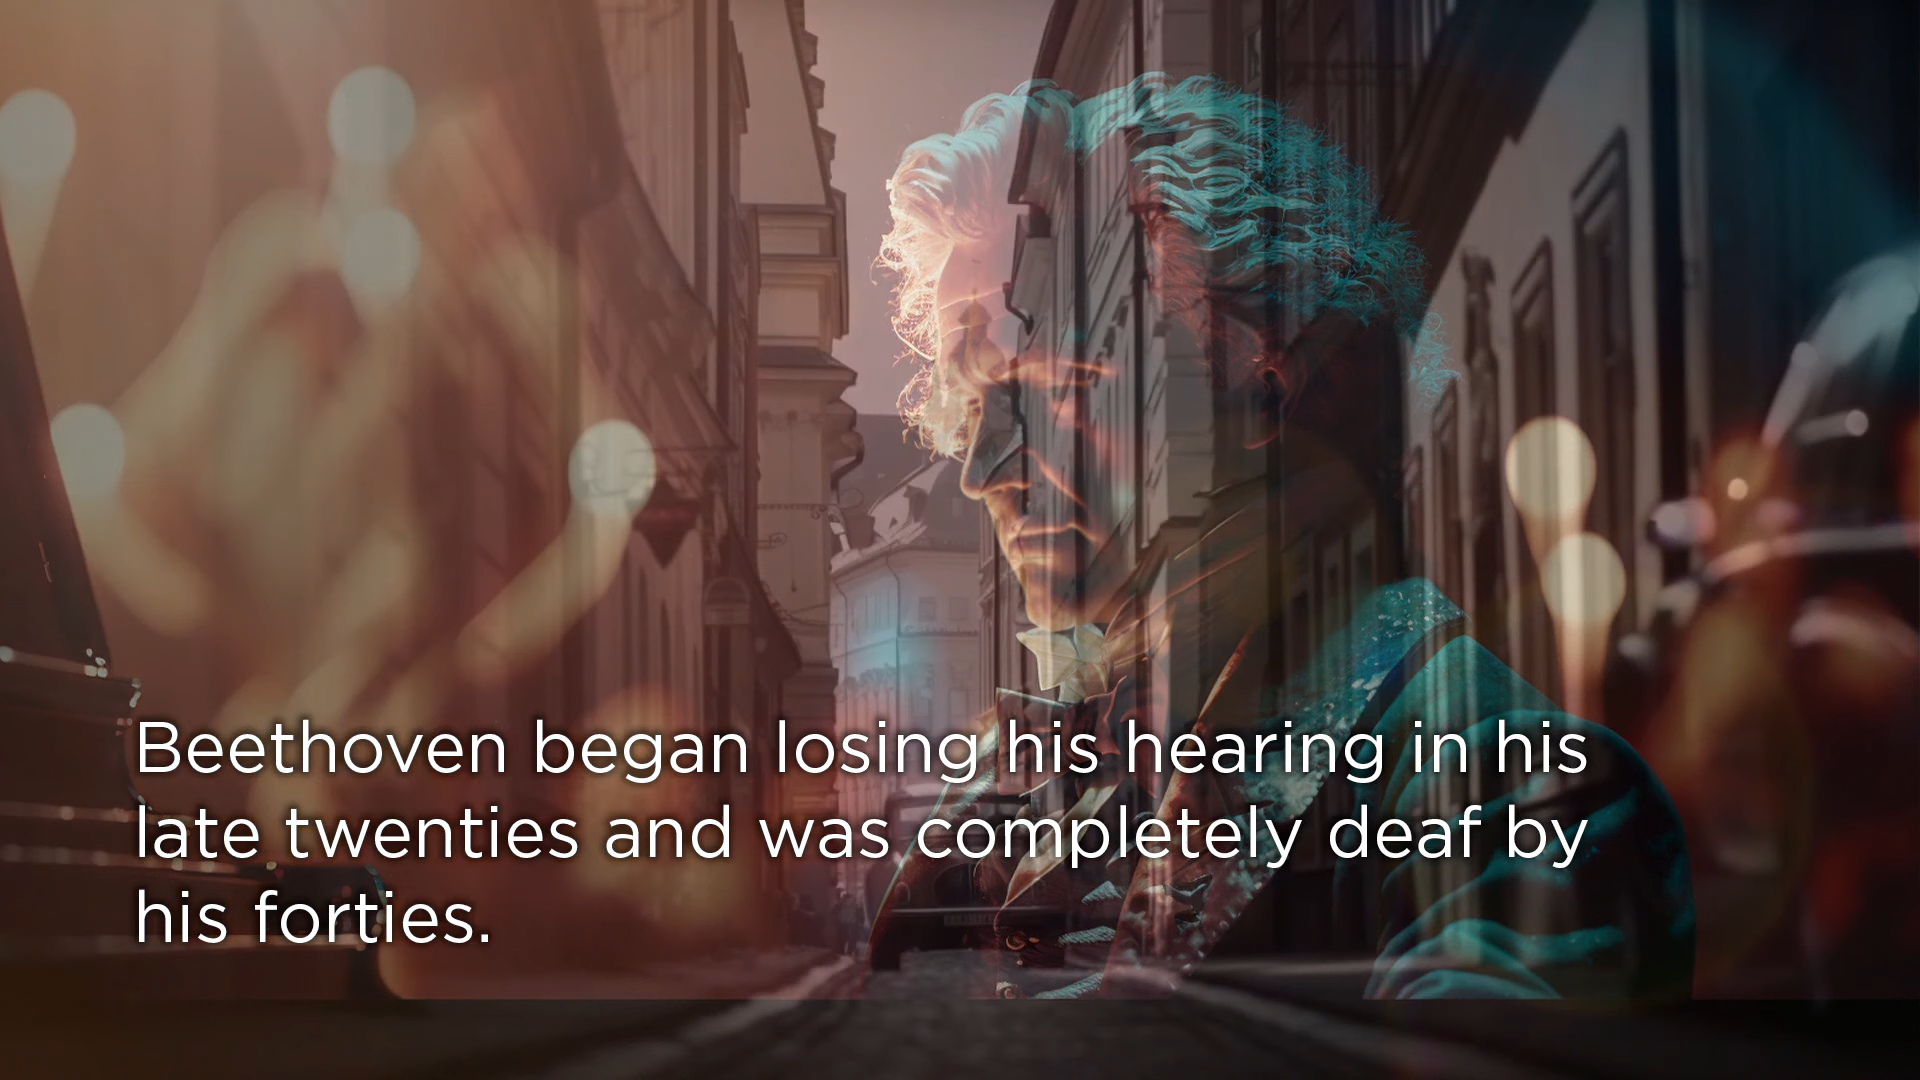 Beethoven began losing his hearing in his
late twenties and was completely deaf by
his forties.